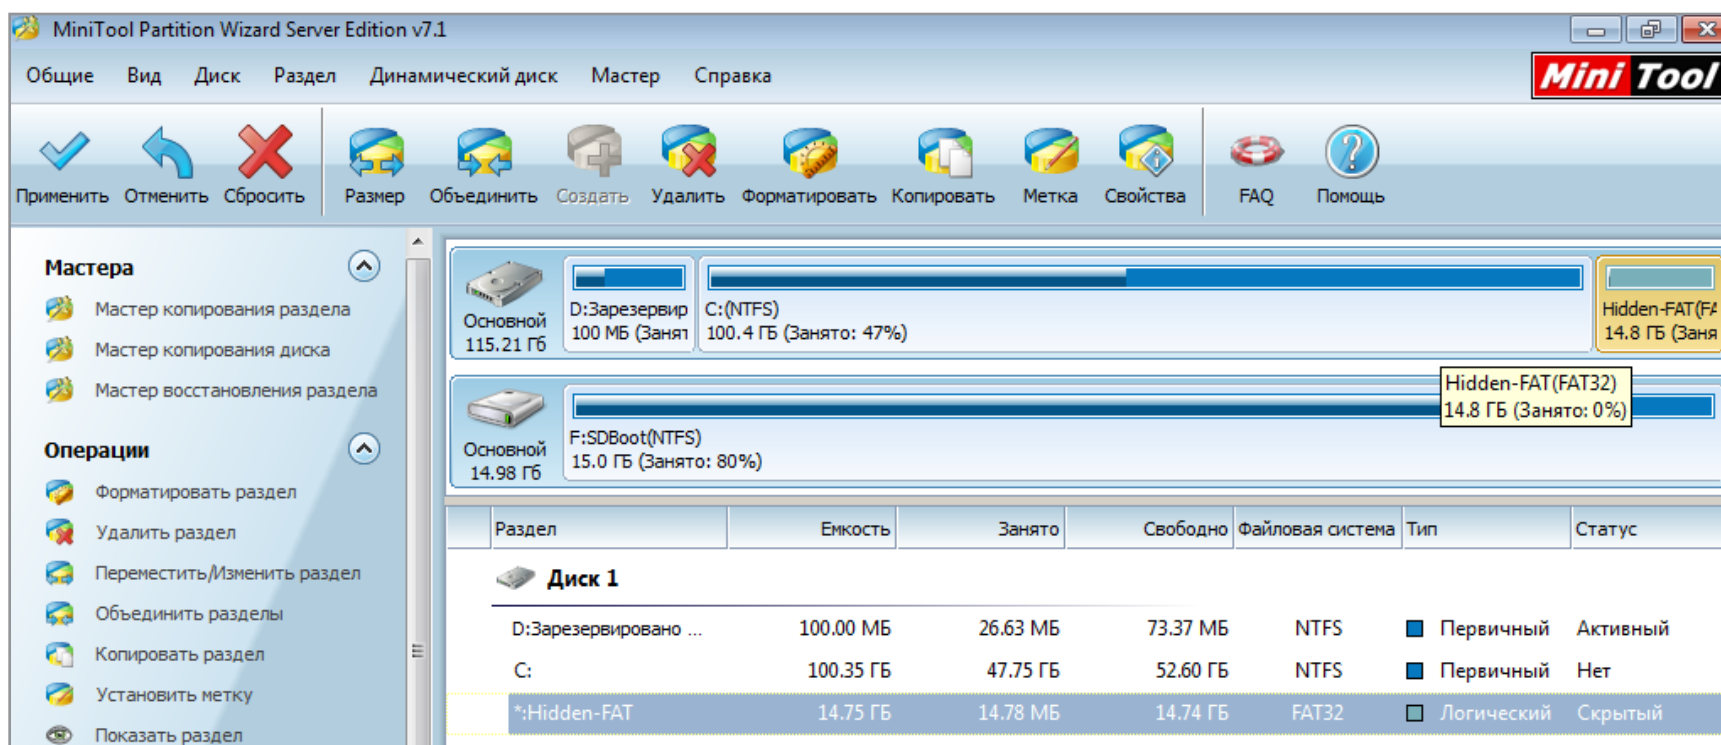 MiniTool Partition Wizard Server Edition v7.1
Общие Вид Диск Раздел Динамический диск Мастер Справка
Mini Tool
Применить Отменить Сбросить Размер Объединить Создать Удалить Форматировать Копировать Метка Свойства FAQ Помощь
Мастера
Мастер копирования раздела
Мастер копирования диска
Мастер восстановления раздела
Операции
Форматировать раздел
Удалить раздел
Переместить/Изменить раздел
Объединить разделы
Копировать раздел
Установить метку
Показать раздел
Основной
115.21 Гб
D:Зарезервир
100 МБ (Занят
C:(NTFS)
100.4 ГБ (Занято: 47%)
Hidden-FAT(FA
14.8 ГБ (Заня
Hidden-FAT(FAT32)
14.8 ГБ (Занято: 0%)
Основной
14.98 Гб
F:SDBoot(NTFS)
15.0 ГБ (Занято: 80%)
Раздел Емкость Занято Свободно Файловая система Тип Статус
Диск 1
D:Зарезервировано ... 100.00 МБ 26.63 МБ 73.37 МБ NTFS Первичный Активный
C: 100.35 ГБ 47.75 ГБ 52.60 ГБ NTFS Первичный Нет
*:Hidden-FAT 14.75 ГБ 14.78 МБ 14.74 ГБ FAT32 Логический Скрытый